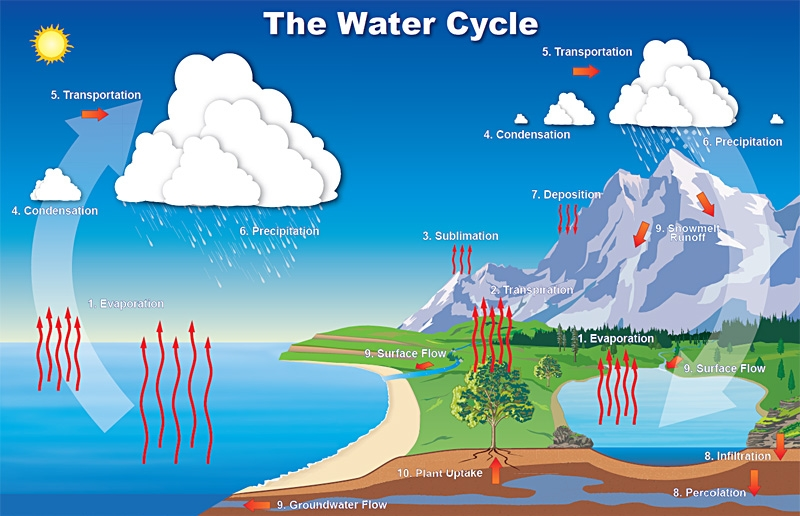 The Water Cycle
5. Transportation
5. Transportation
4. Condensation
6. Precipitation
4. Condensation
7. Deposition
6. Precipitation
3. Sublimation
9. Snowmelt
Runoff
2. Transpiration
1. Evaporation
1. Evaporation
9. Surface Flow
9. Surface Flow
8. Infiltration
10. Plant Uptake
8. Percolation
9. Groundwater Flow